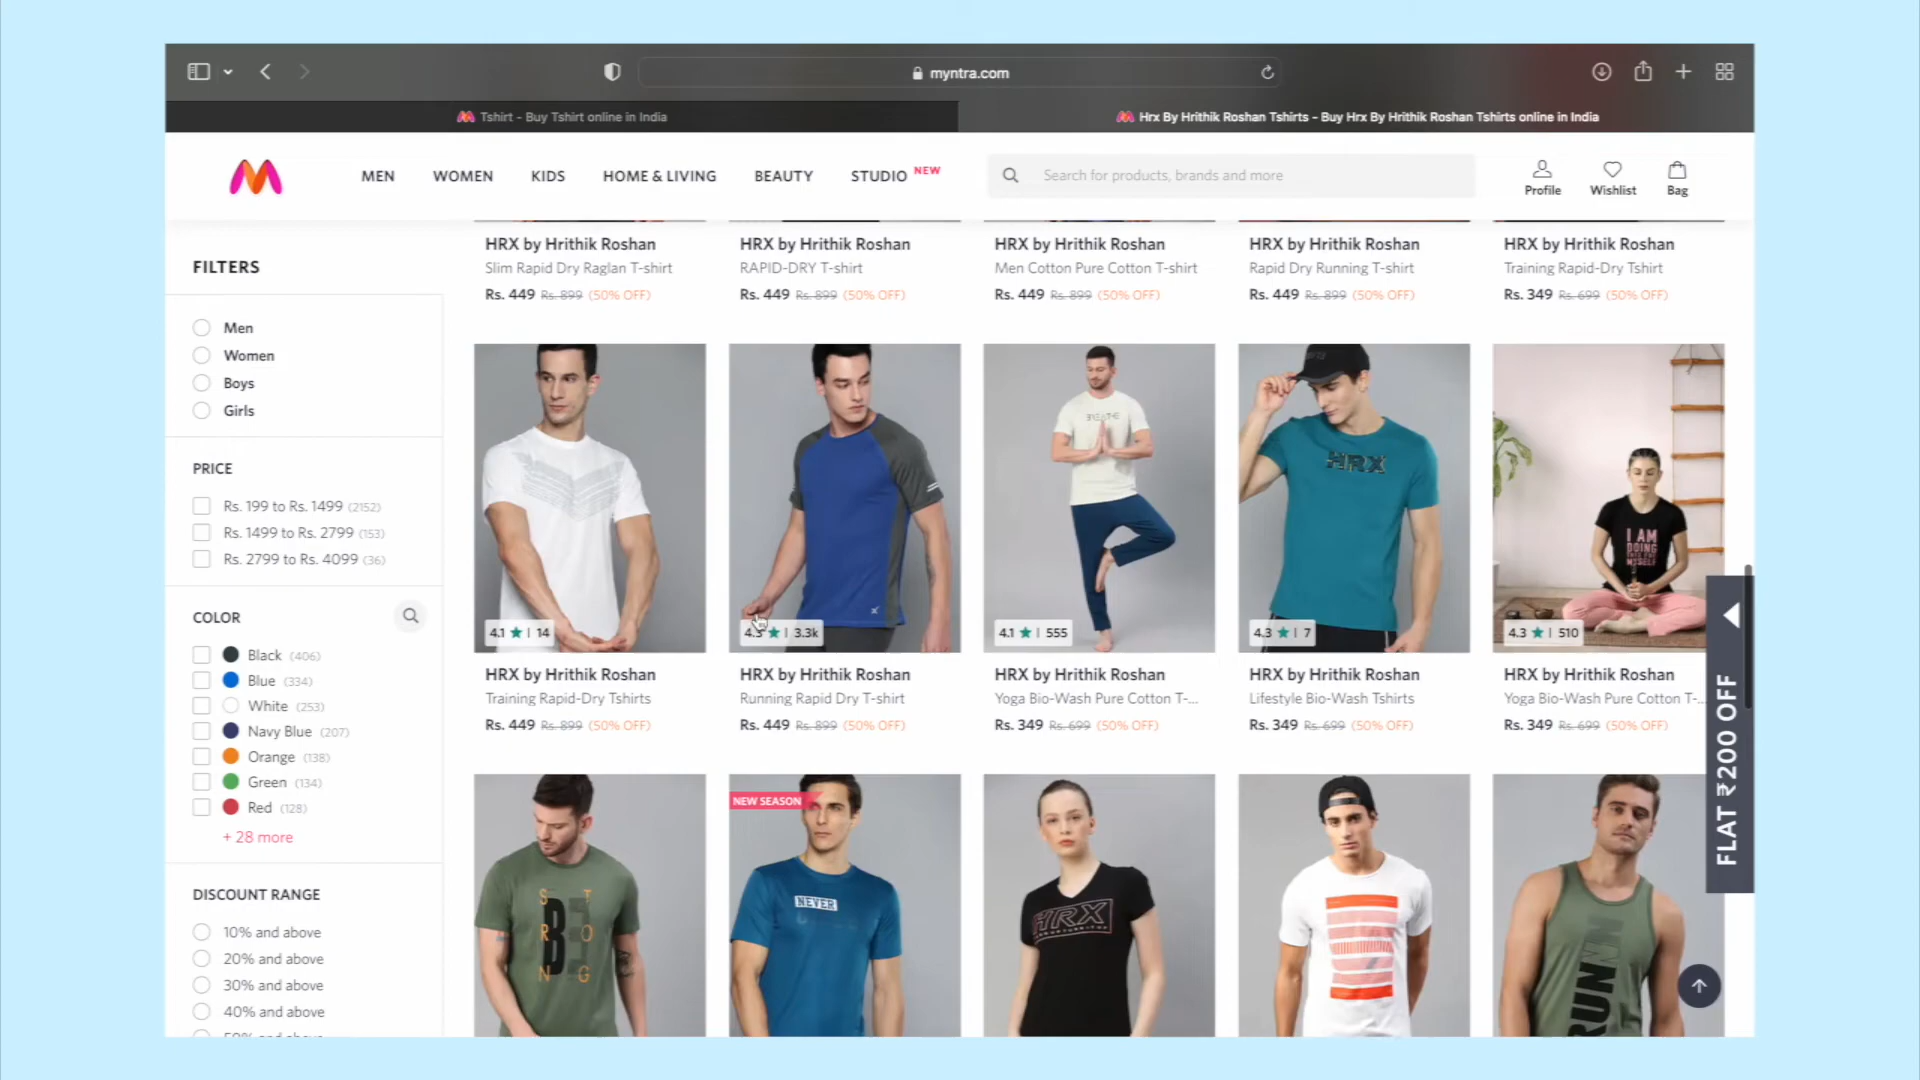 myntra.com
Tshirt - Buy Tshirt online in India
Hrx By Hrithik Roshan Tshirts - Buy Hrx By Hrithik Roshan Tshirts online in India
MEN WOMEN KIDS HOME & LIVING BEAUTY STUDIO NEW
Search for products, brands and more
Profile Wishlist Bag
FILTERS
Men
Women
Boys
Girls
PRICE
Rs. 199 to Rs. 1499 (2152)
Rs. 1499 to Rs. 2799 (153)
Rs. 2799 to Rs. 4099 (36)
COLOR
Black (406)
Blue (334)
White (253)
Navy Blue (207)
Orange (138)
Green (134)
Red (128)
+ 28 more
DISCOUNT RANGE
10% and above
20% and above
30% and above
40% and above
HRX by Hrithik Roshan
Slim Rapid Dry Raglan T-shirt
Rs. 449 Rs. 899 (50% OFF)
HRX by Hrithik Roshan
RAPID-DRY T-shirt
Rs. 449 Rs. 899 (50% OFF)
HRX by Hrithik Roshan
Men Cotton Pure Cotton T-shirt
Rs. 449 Rs. 899 (50% OFF)
HRX by Hrithik Roshan
Rapid Dry Running T-shirt
Rs. 449 Rs. 899 (50% OFF)
HRX by Hrithik Roshan
Training Rapid-Dry Tshirt
Rs. 349 Rs. 699 (50% OFF)
4.1 ★ | 14
HRX by Hrithik Roshan
Training Rapid-Dry Tshirts
Rs. 449 Rs. 899 (50% OFF)
★ | 3.3k
HRX by Hrithik Roshan
Running Rapid Dry T-shirt
Rs. 449 Rs. 899 (50% OFF)
BREATHE
4.1 ★ | 555
HRX by Hrithik Roshan
Yoga Bio-Wash Pure Cotton T-...
Rs. 349 Rs. 699 (50% OFF)
HRX
4.3 ★ | 7
HRX by Hrithik Roshan
Lifestyle Bio-Wash Tshirts
Rs. 349 Rs. 699 (50% OFF)
I AM
DOING
THIS FOR
MYSELF
4.3 ★ | 510
HRX by Hrithik Roshan
Yoga Bio-Wash Pure Cotton T-...
Rs. 349 Rs. 699 (50% OFF)
FLAT ₹200 OFF
S T
R O
N G
NEW SEASON
NEVER
HRX
RUNNN